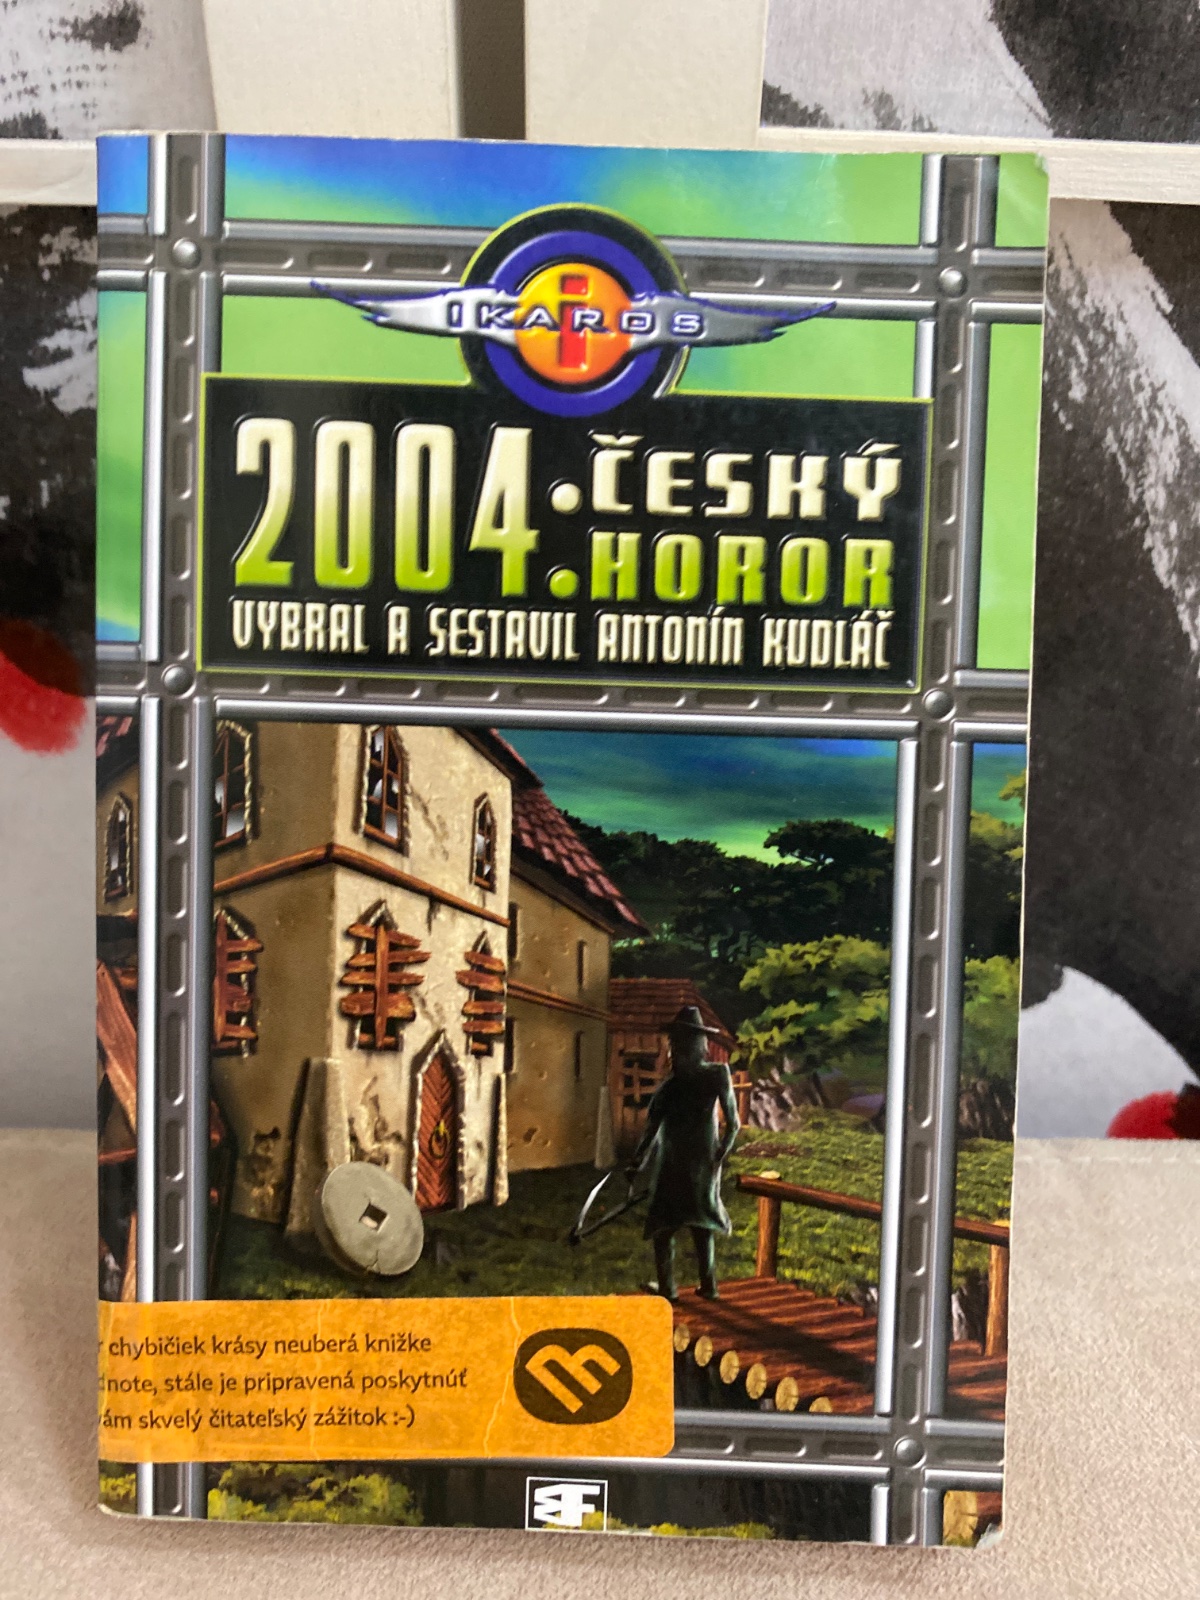 IKAROS
2004: ČESKÝ
HOROR
VYBRAL A SESTAVIL ANTONÍN KUDLÁČ
chybičiek krásy neuberá knižke
stále je pripravená poskytnúť
vám skvelý čitateľský zážitok :-)